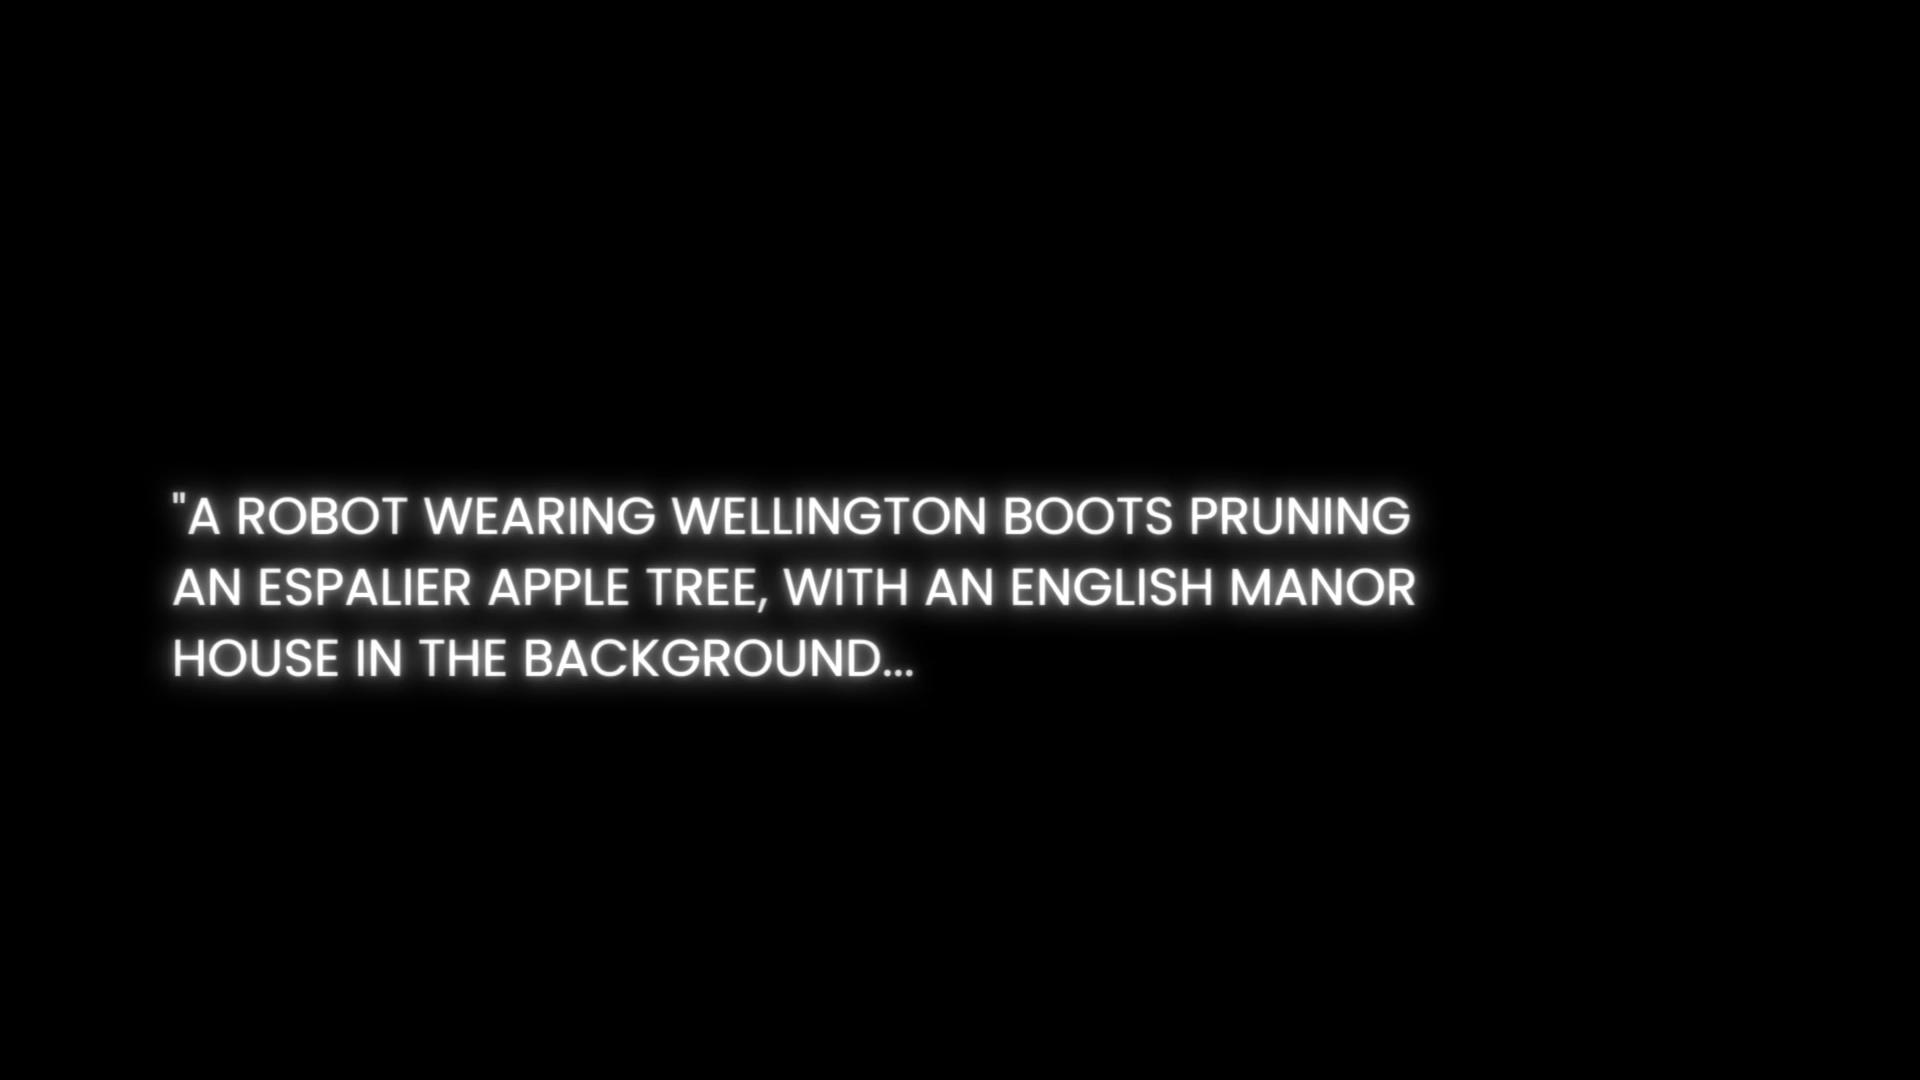 "A ROBOT WEARING WELLINGTON BOOTS PRUNING
AN ESPALIER APPLE TREE, WITH AN ENGLISH MANOR
HOUSE IN THE BACKGROUND...